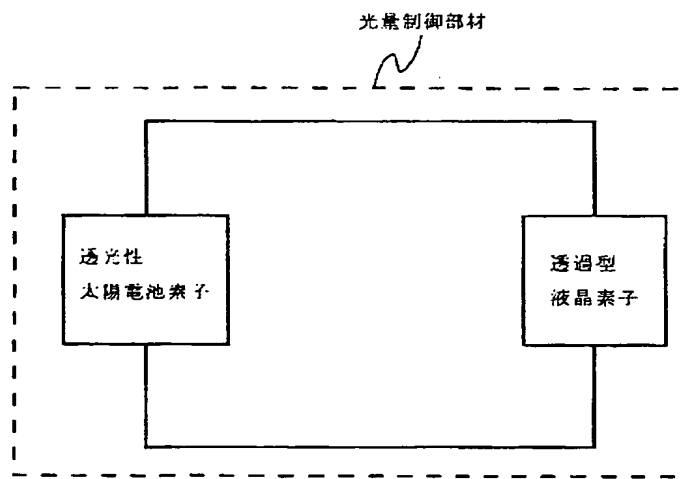 光量制御部材
透光性
太陽電池素子
透過型
液晶素子